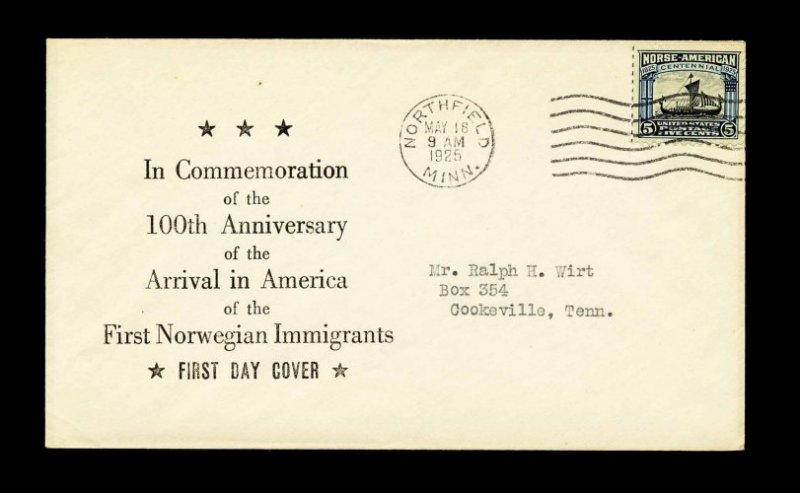 ★ ★ ★
In Commemoration
of the
100th Anniversary
of the
Arrival in America
of the
First Norwegian Immigrants
★ FIRST DAY COVER ★
NORTHFIELD
MAY 18
9 AM
1925
MINN.
NORSE-AMERICAN
1825 CENTENNIAL 1925
UNITED STATES
5 POSTAGE 5
FIVE CENTS
Mr. Ralph H. Wirt
Box 354
Cookeville, Tenn.